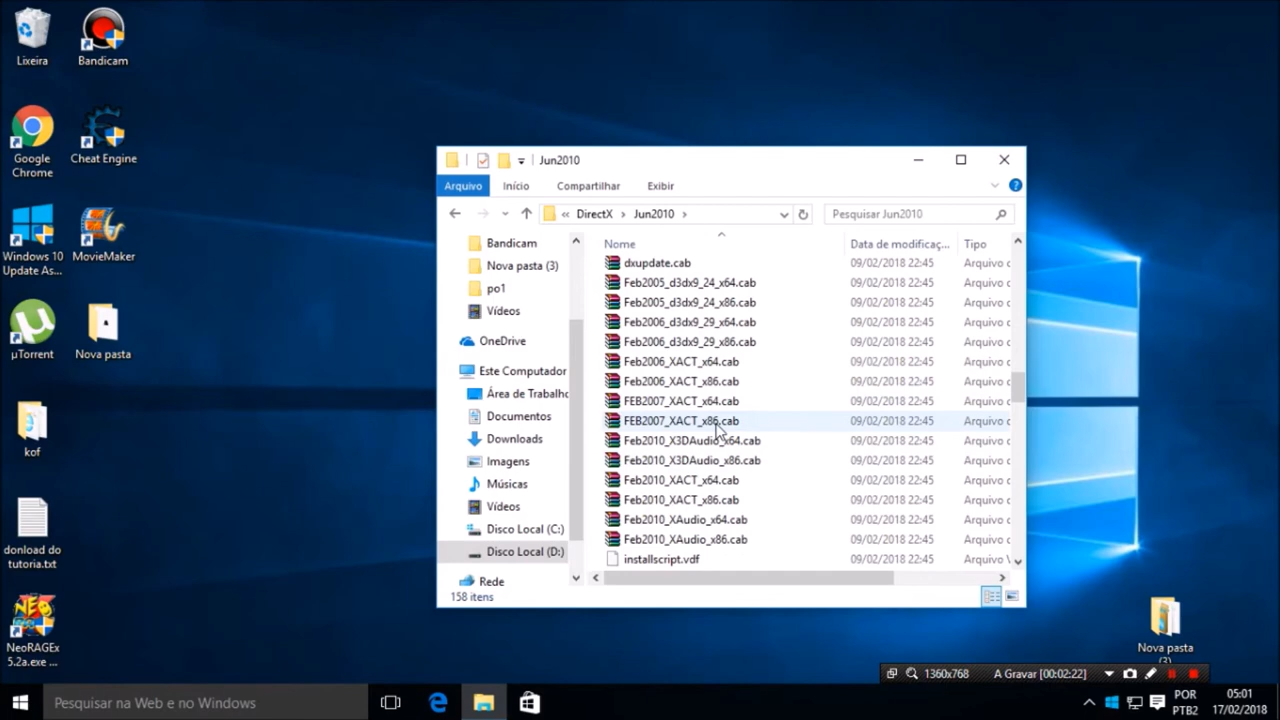 Lixeira
Bandicam
Google
Chrome
Cheat Engine
Windows 10
Update As...
MovieMaker
µTorrent
Nova pasta
kof
donload do
tutoria.txt
NeoRAGEx
5.2a.exe ...
Jun2010
Arquivo Início Compartilhar Exibir
« DirectX › Jun2010 ›
Pesquisar Jun2010
Bandicam
Nova pasta (3)
po1
Vídeos
OneDrive
Este Computador
Área de Trabalho
Documentos
Downloads
Imagens
Músicas
Vídeos
Disco Local (C:)
Disco Local (D:)
Rede
Nome Data de modificaç... Tipo
dxupdate.cab 09/02/2018 22:45 Arquivo
Feb2005_d3dx9_24_x64.cab 09/02/2018 22:45 Arquivo
Feb2005_d3dx9_24_x86.cab 09/02/2018 22:45 Arquivo
Feb2006_d3dx9_29_x64.cab 09/02/2018 22:45 Arquivo
Feb2006_d3dx9_29_x86.cab 09/02/2018 22:45 Arquivo
Feb2006_XACT_x64.cab 09/02/2018 22:45 Arquivo
Feb2006_XACT_x86.cab 09/02/2018 22:45 Arquivo
FEB2007_XACT_x64.cab 09/02/2018 22:45 Arquivo
FEB2007_XACT_x86.cab 09/02/2018 22:45 Arquivo
Feb2010_X3DAudio_x64.cab 09/02/2018 22:45 Arquivo
Feb2010_X3DAudio_x86.cab 09/02/2018 22:45 Arquivo
Feb2010_XACT_x64.cab 09/02/2018 22:45 Arquivo
Feb2010_XACT_x86.cab 09/02/2018 22:45 Arquivo
Feb2010_XAudio_x64.cab 09/02/2018 22:45 Arquivo
Feb2010_XAudio_x86.cab 09/02/2018 22:45 Arquivo
installscript.vdf 09/02/2018 22:45 Arquivo V
158 itens
Nova pasta
(3)
1360x768 A Gravar [00:02:22]
Pesquisar na Web e no Windows
POR
PTB2
05:01
17/02/2018